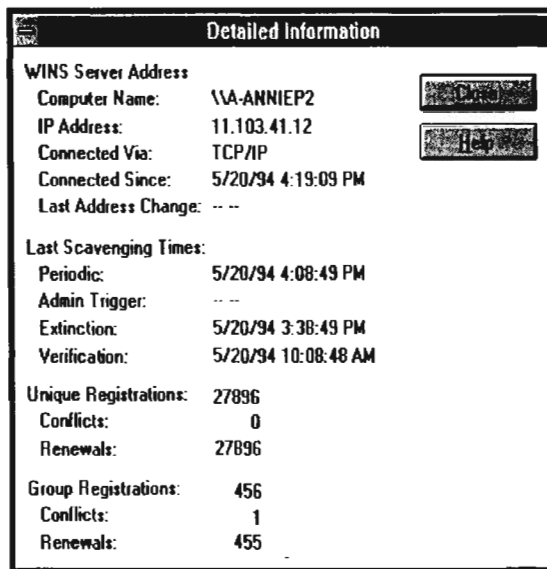 Detailed Information
WINS Server Address
Close
Computer Name: \\A-ANNIEP2
IP Address: 11.103.41.12
Help
Connected Via: TCP/IP
Connected Since: 5/20/94 4:19:09 PM
Last Address Change: -- --
Last Scavenging Times:
Periodic: 5/20/94 4:08:49 PM
Admin Trigger: -- --
Extinction: 5/20/94 3:38:49 PM
Verification: 5/20/94 10:08:48 AM
Unique Registrations: 27896
Conflicts: 0
Renewals: 27896
Group Registrations: 456
Conflicts: 1
Renewals: 455